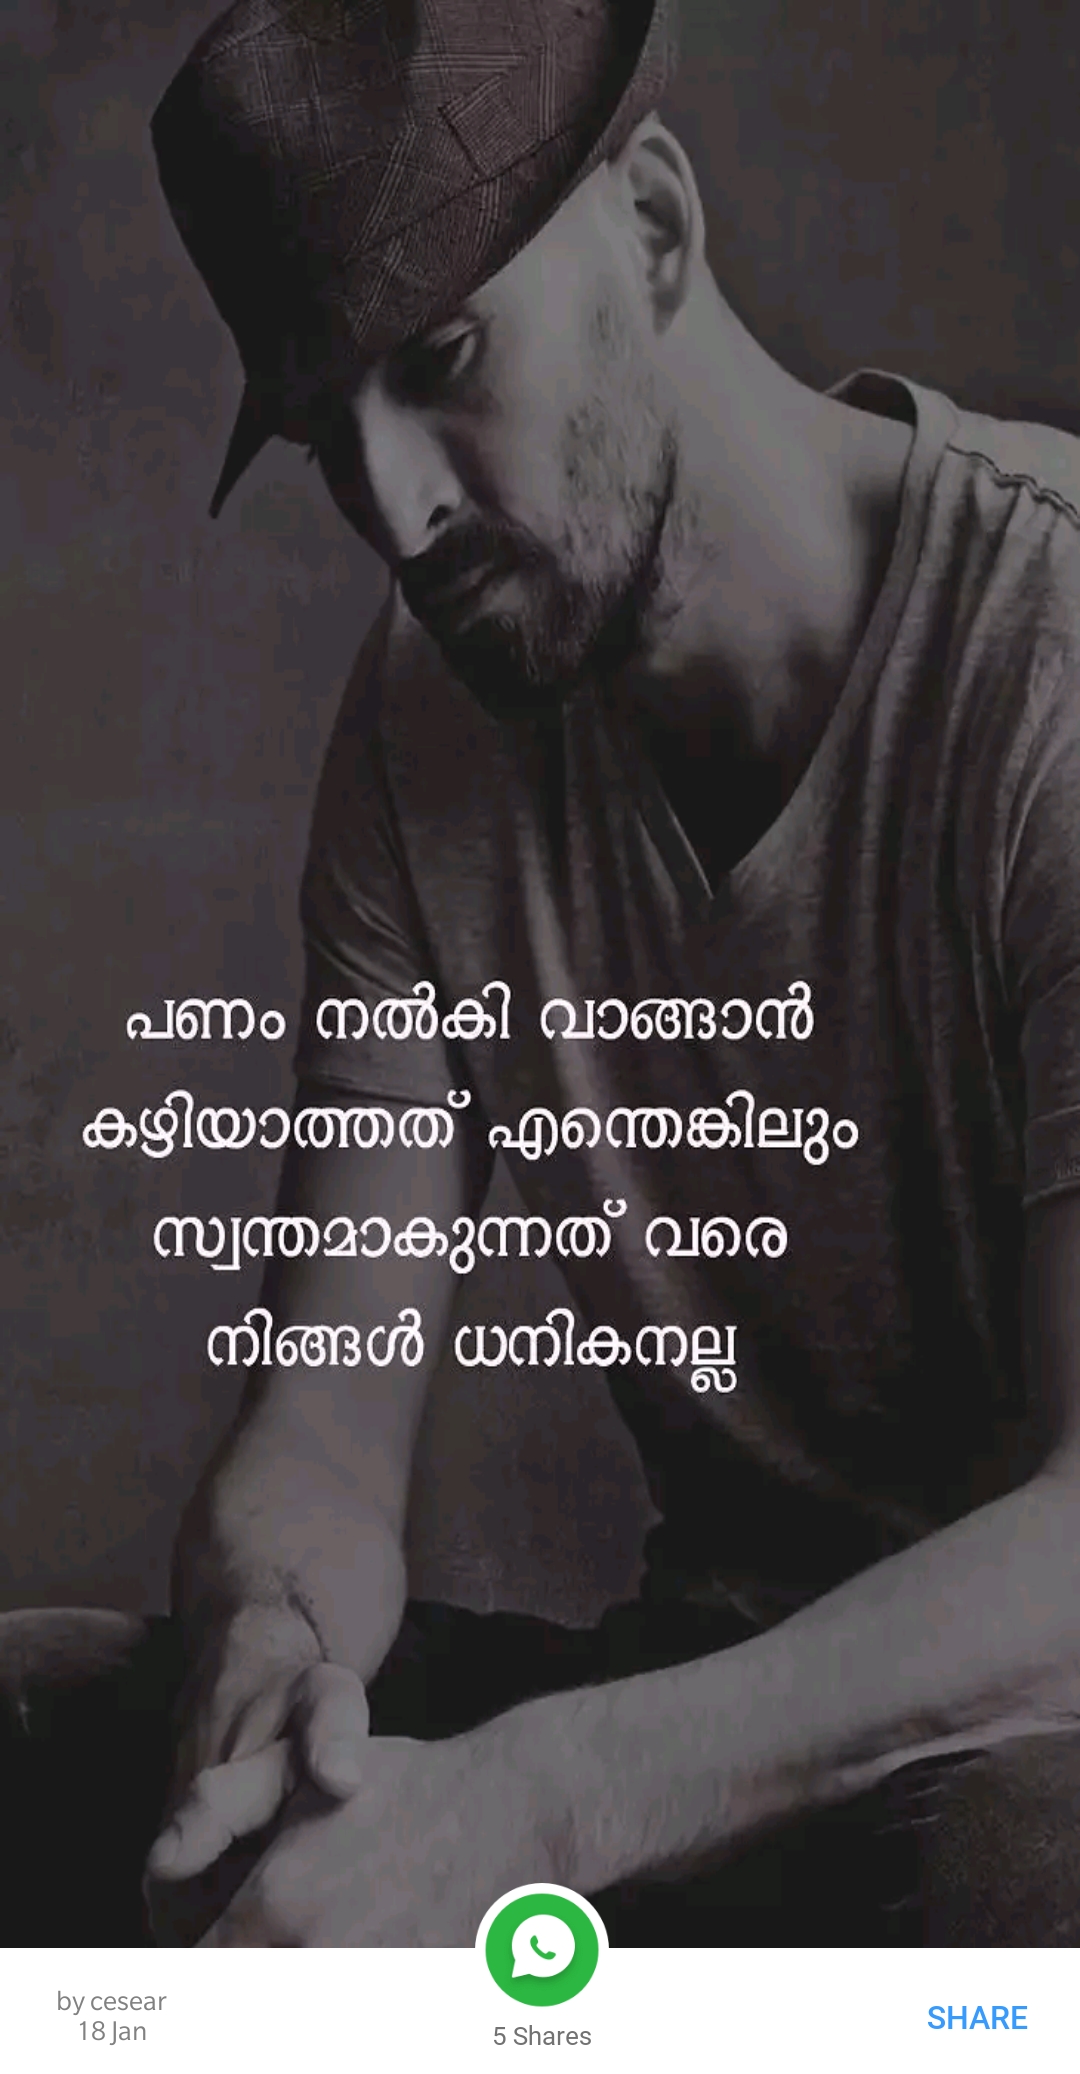 പണം നൽകി വാങ്ങാൻ
കഴിയാത്തത് എന്തെങ്കിലും
സ്വന്തമാകുന്നത് വരെ
നിങ്ങൾ ധനികനല്ല
by cesear
18 Jan
5 Shares
SHARE